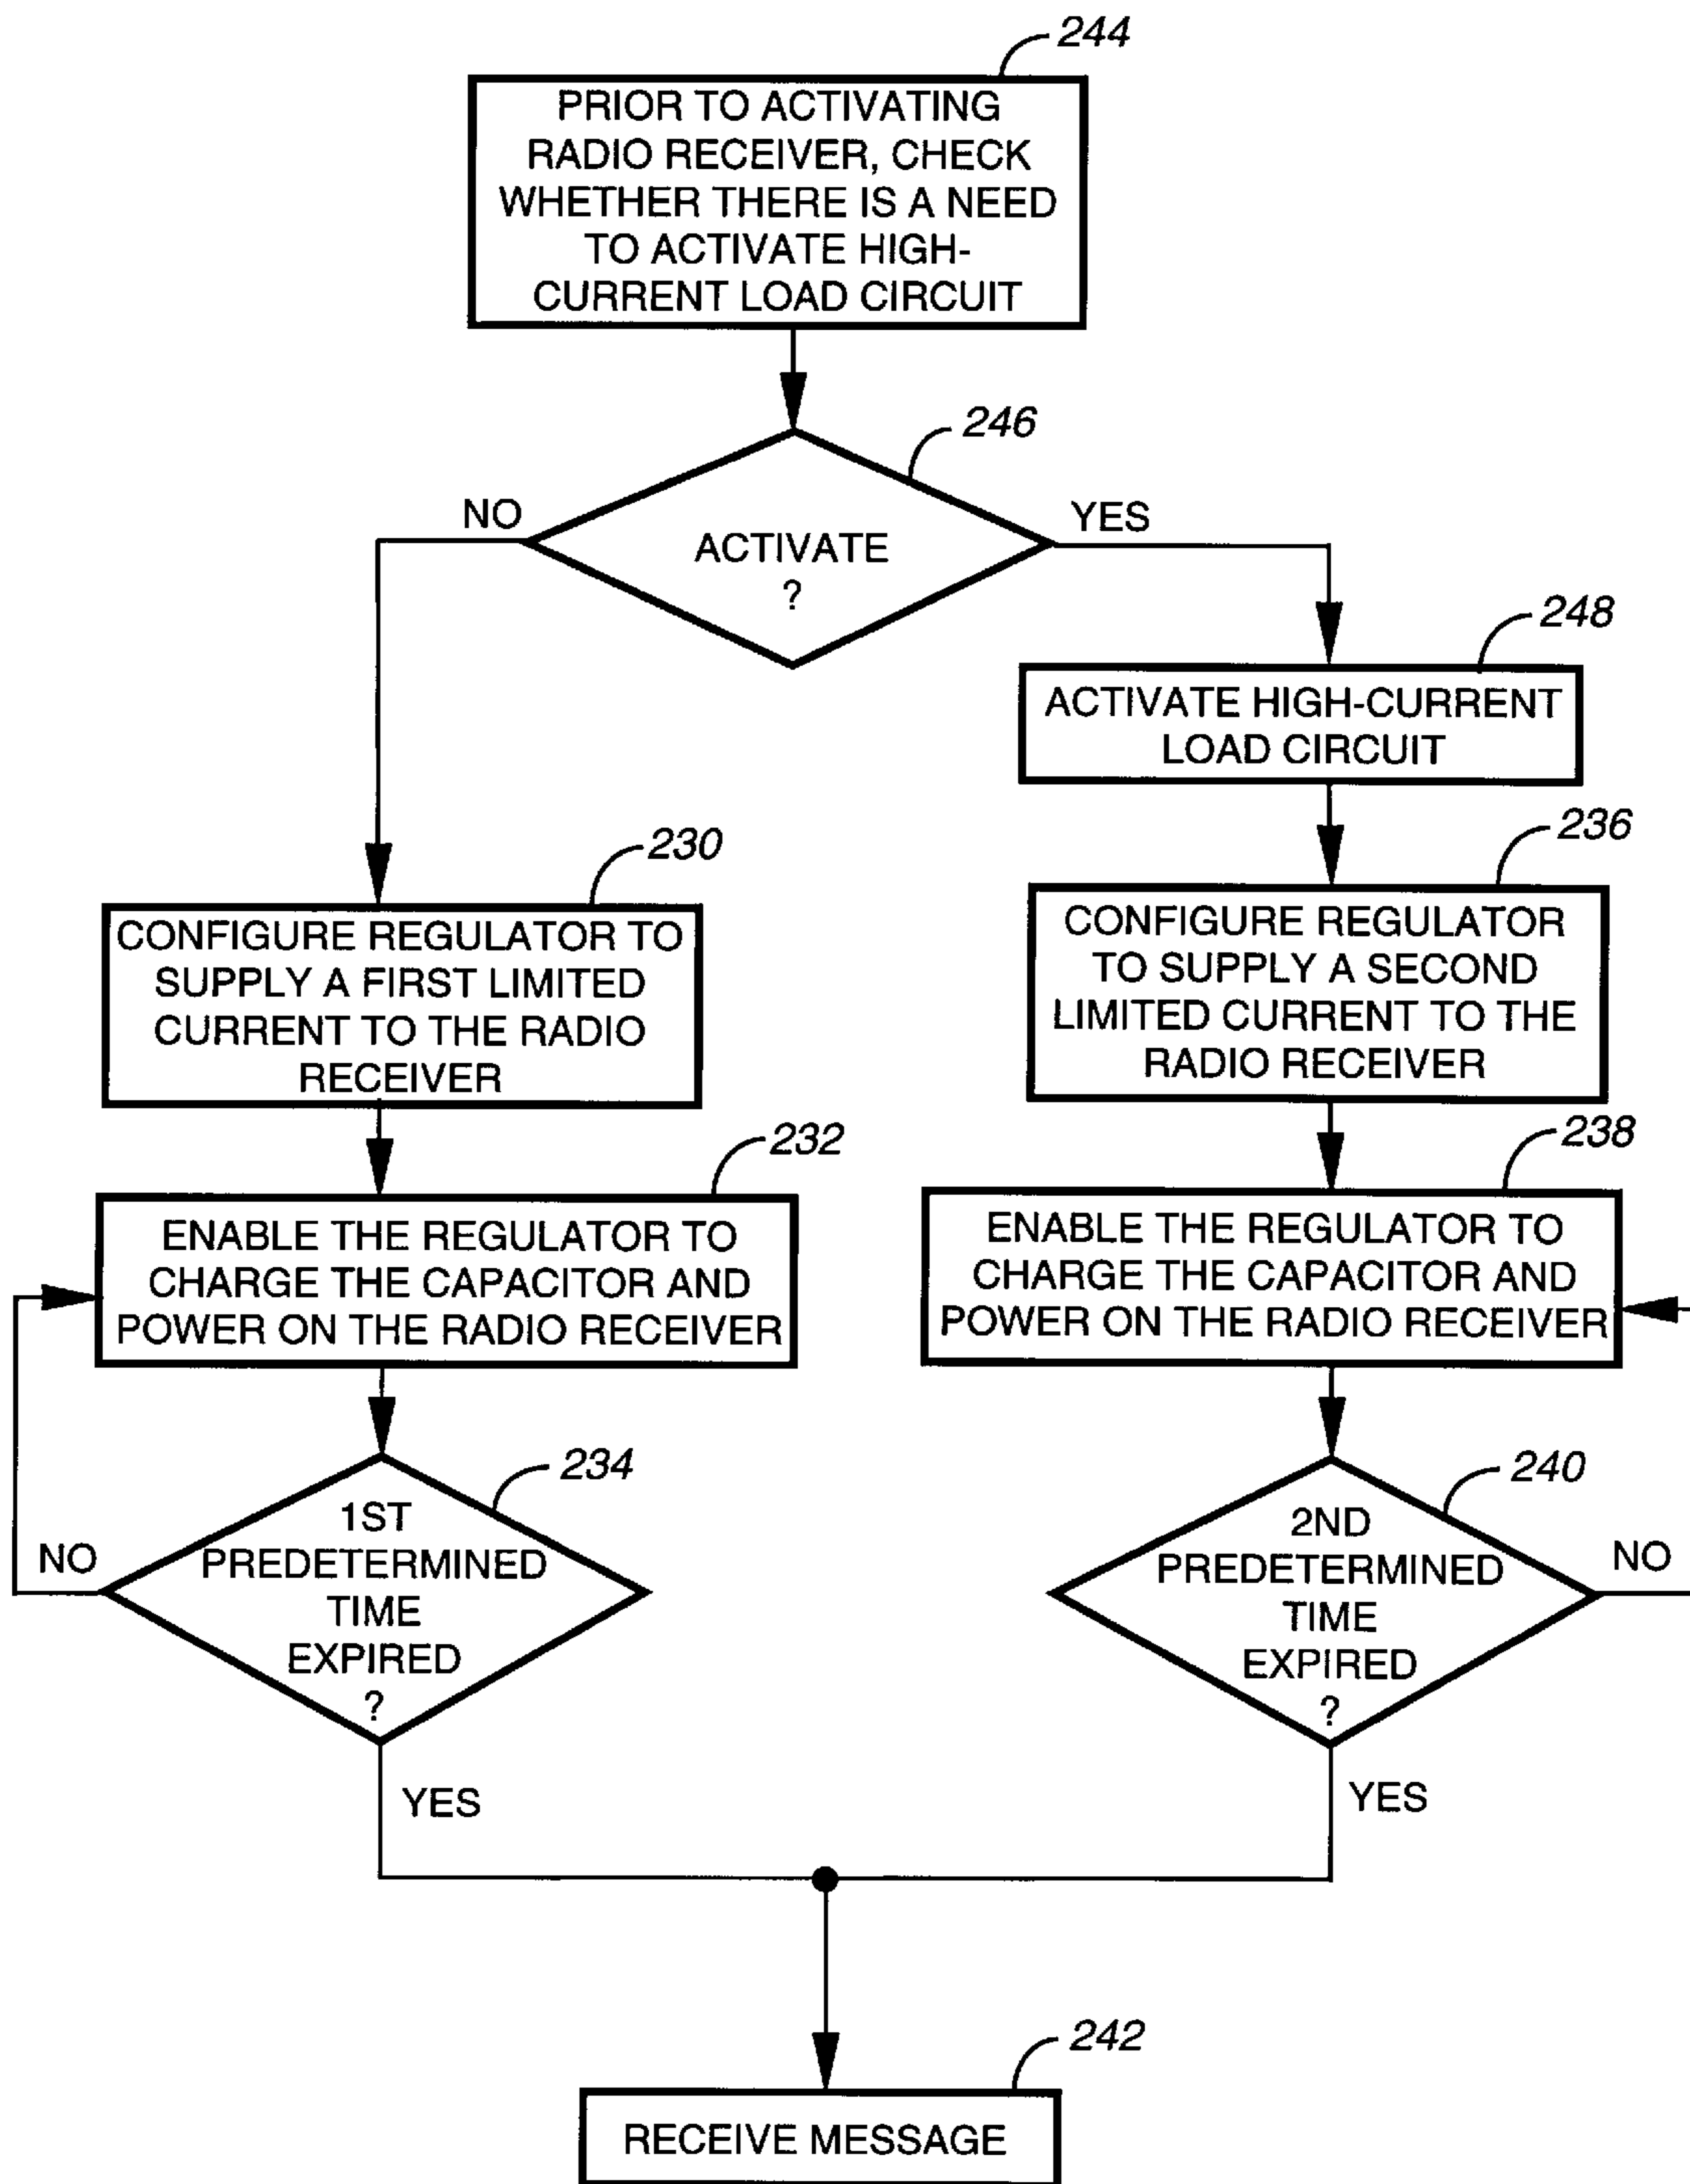 244
PRIOR TO ACTIVATING
RADIO RECEIVER, CHECK
WHETHER THERE IS A NEED
TO ACTIVATE HIGH-
CURRENT LOAD CIRCUIT
246
NO
YES
ACTIVATE
?
248
ACTIVATE HIGH-CURRENT
LOAD CIRCUIT
230
CONFIGURE REGULATOR TO
SUPPLY A FIRST LIMITED
CURRENT TO THE RADIO
RECEIVER
236
CONFIGURE REGULATOR
TO SUPPLY A SECOND
LIMITED CURRENT TO THE
RADIO RECEIVER
232
ENABLE THE REGULATOR TO
CHARGE THE CAPACITOR AND
POWER ON THE RADIO RECEIVER
238
ENABLE THE REGULATOR TO
CHARGE THE CAPACITOR AND
POWER ON THE RADIO RECEIVER
234
1ST
PREDETERMINED
TIME
EXPIRED
?
NO
YES
240
2ND
PREDETERMINED
TIME
EXPIRED
?
NO
YES
242
RECEIVE MESSAGE